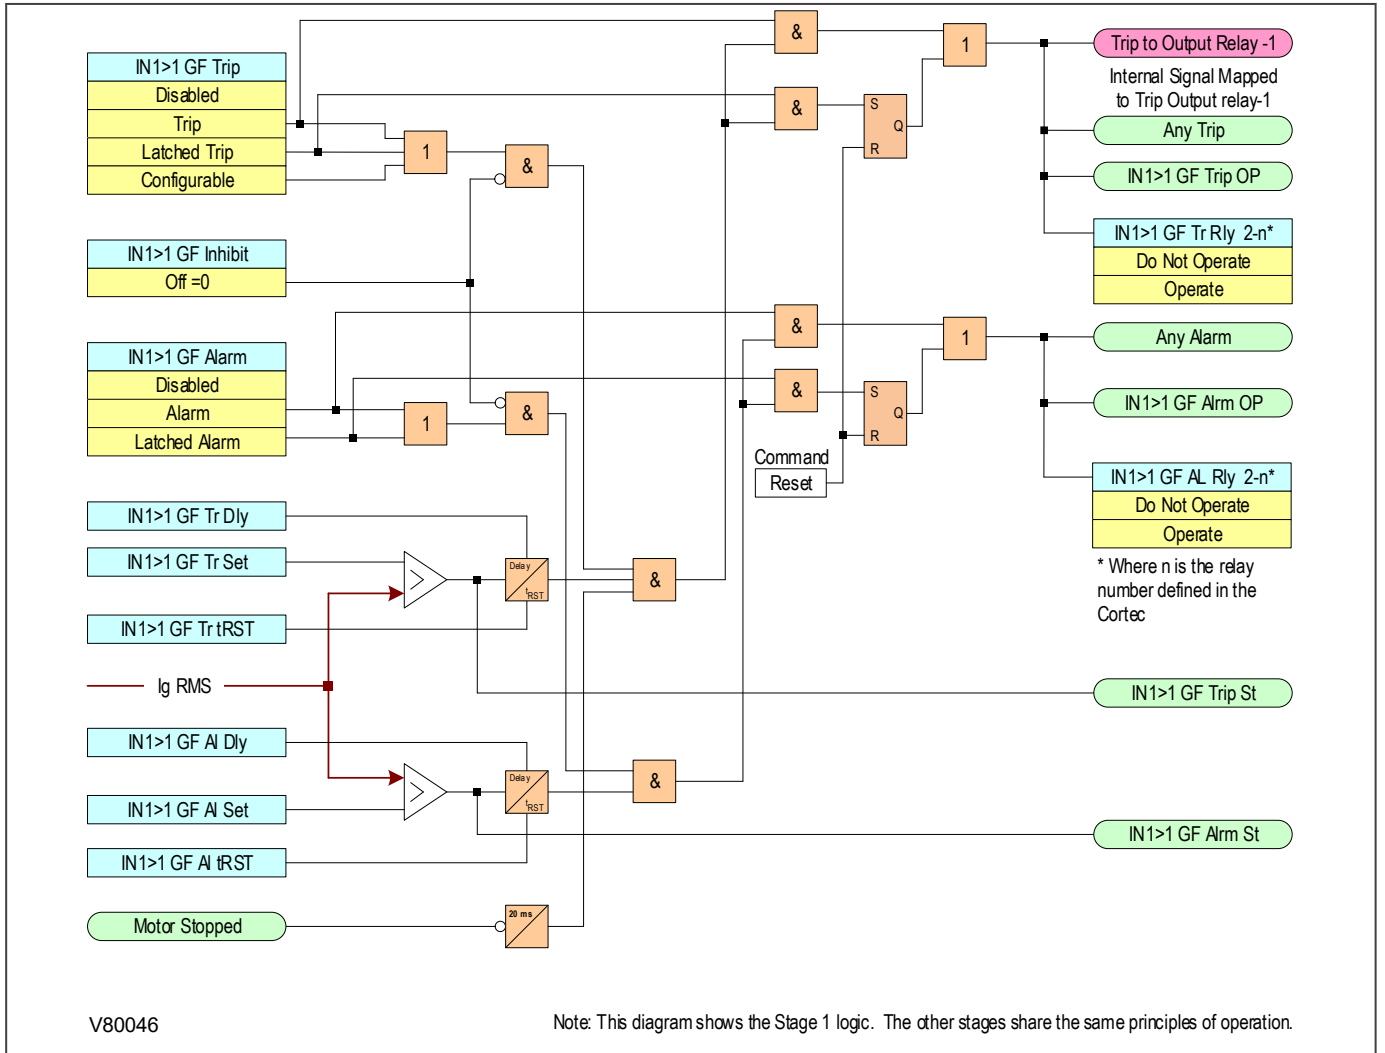 IN1>1 GF Trip
Disabled
Trip
Latched Trip
Configurable
IN1>1 GF Inhibit
Off =0
IN1>1 GF Alarm
Disabled
Alarm
Latched Alarm
IN1>1 GF Tr Dly
IN1>1 GF Tr Set
IN1>1 GF Tr tRST
Ig RMS
IN1>1 GF Al Dly
IN1>1 GF Al Set
IN1>1 GF Al tRST
Motor Stopped
1
&
&
1
>
Delay
tRST
>
Delay
tRST
20 ms
&
&
&
&
S
Q
R
1
&
&
S
Q
R
1
Command
Reset
Trip to Output Relay -1
Internal Signal Mapped
to Trip Output relay-1
Any Trip
IN1>1 GF Trip OP
IN1>1 GF Tr Rly 2-n*
Do Not Operate
Operate
Any Alarm
IN1>1 GF Alrm OP
IN1>1 GF AL Rly 2-n*
Do Not Operate
Operate
* Where n is the relay
number defined in the
Cortec
IN1>1 GF Trip St
IN1>1 GF Alrm St
V80046
Note: This diagram shows the Stage 1 logic. The other stages share the same principles of operation.